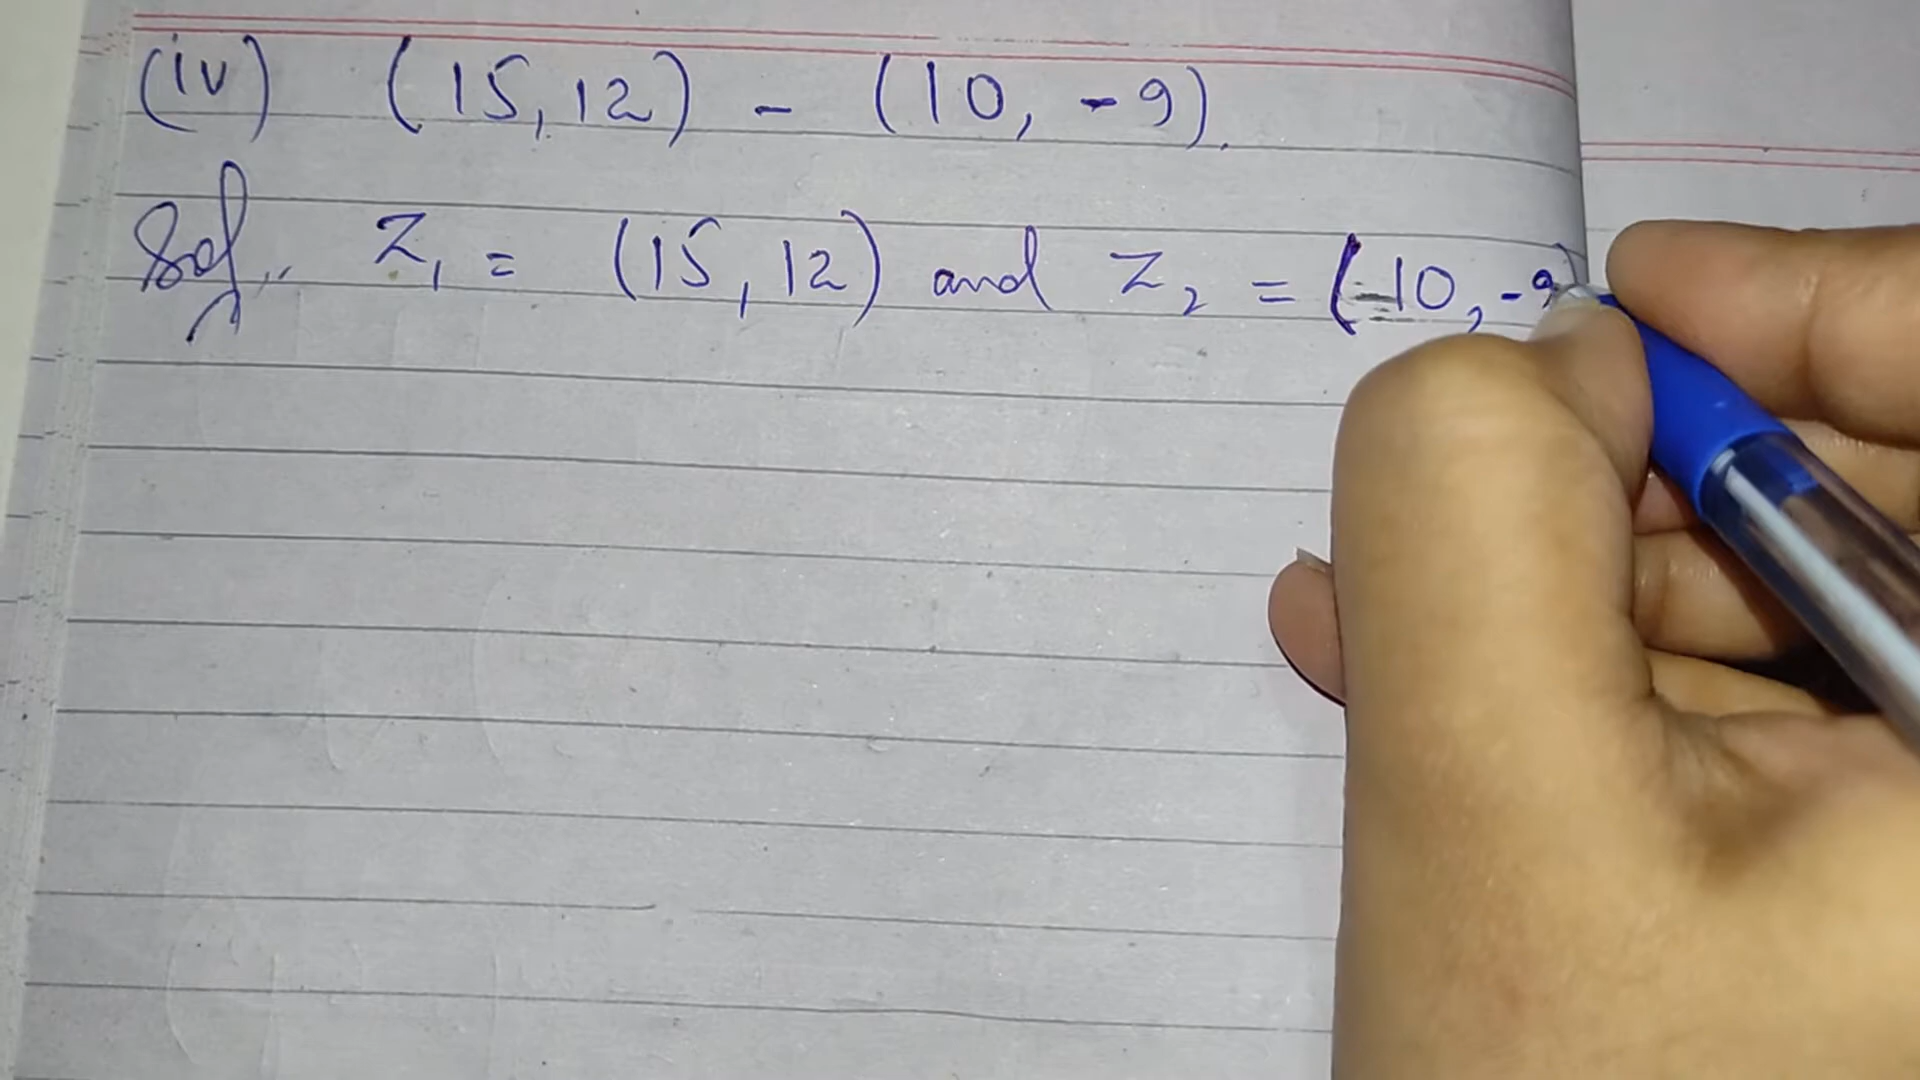 (iv) (15, 12) - (10, -9).
Sol:. Z₁ = (15, 12) and Z₂ = (-10, -9)